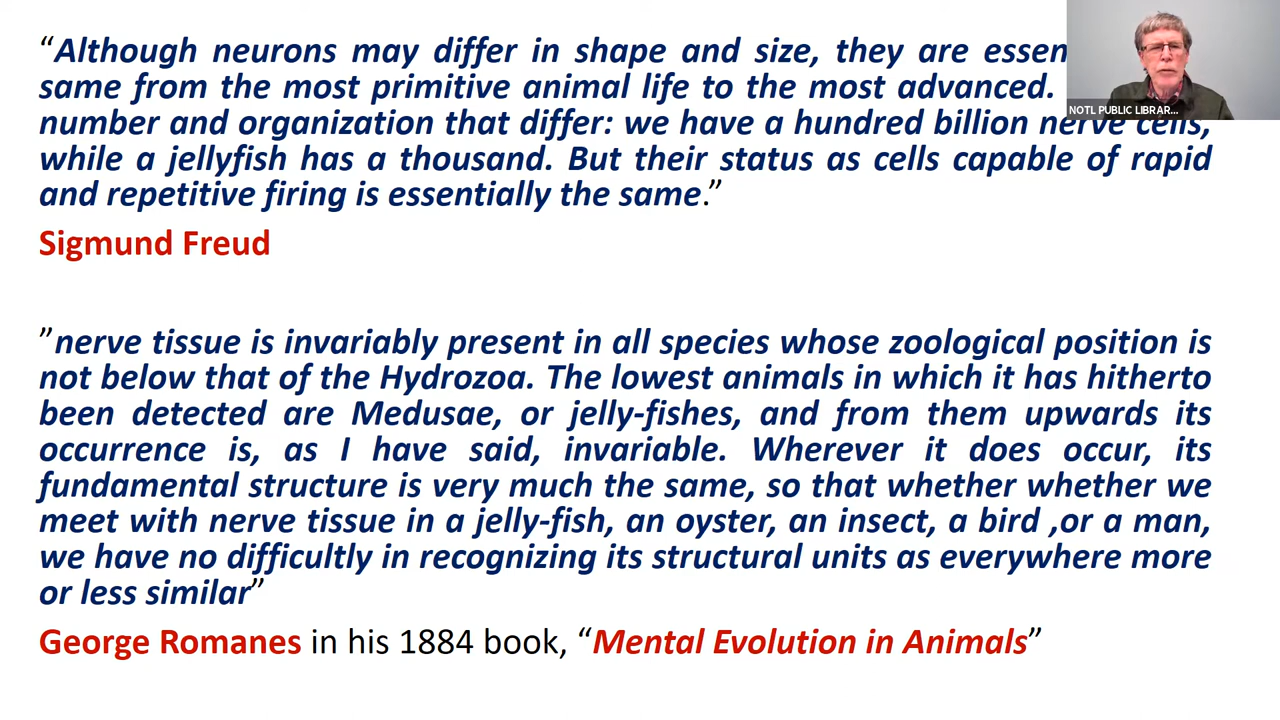 “Although neurons may differ in shape and size, they are essen
same from the most primitive animal life to the most advanced.
number and organization that differ: we have a hundred billion nerve cells,
while a jellyfish has a thousand. But their status as cells capable of rapid
and repetitive firing is essentially the same.”
Sigmund Freud
”nerve tissue is invariably present in all species whose zoological position is
not below that of the Hydrozoa. The lowest animals in which it has hitherto
been detected are Medusae, or jelly-fishes, and from them upwards its
occurrence is, as I have said, invariable. Wherever it does occur, its
fundamental structure is very much the same, so that whether whether we
meet with nerve tissue in a jelly-fish, an oyster, an insect, a bird ,or a man,
we have no difficultly in recognizing its structural units as everywhere more
or less similar”
George Romanes in his 1884 book, “Mental Evolution in Animals”
NOTL PUBLIC LIBRAR...